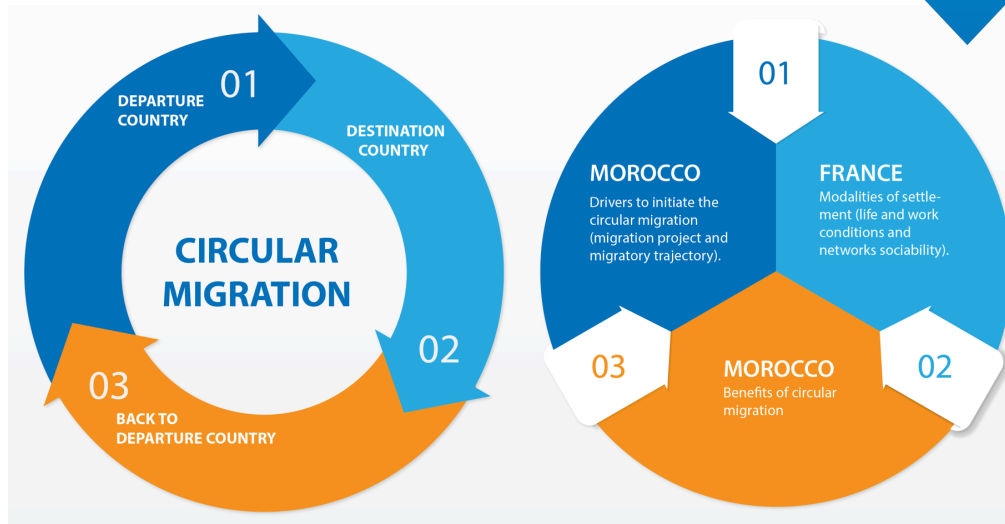 01
DEPARTURE
COUNTRY
DESTINATION
COUNTRY
CIRCULAR
MIGRATION
02
03
BACK TO
DEPARTURE COUNTRY
01
MOROCCO
Drivers to initiate the
circular migration
(migration project and
migratory trajectory).
FRANCE
Modalities of settle-
ment (life and work
conditions and
networks sociability).
03
MOROCCO
Benefits of circular
migration
02